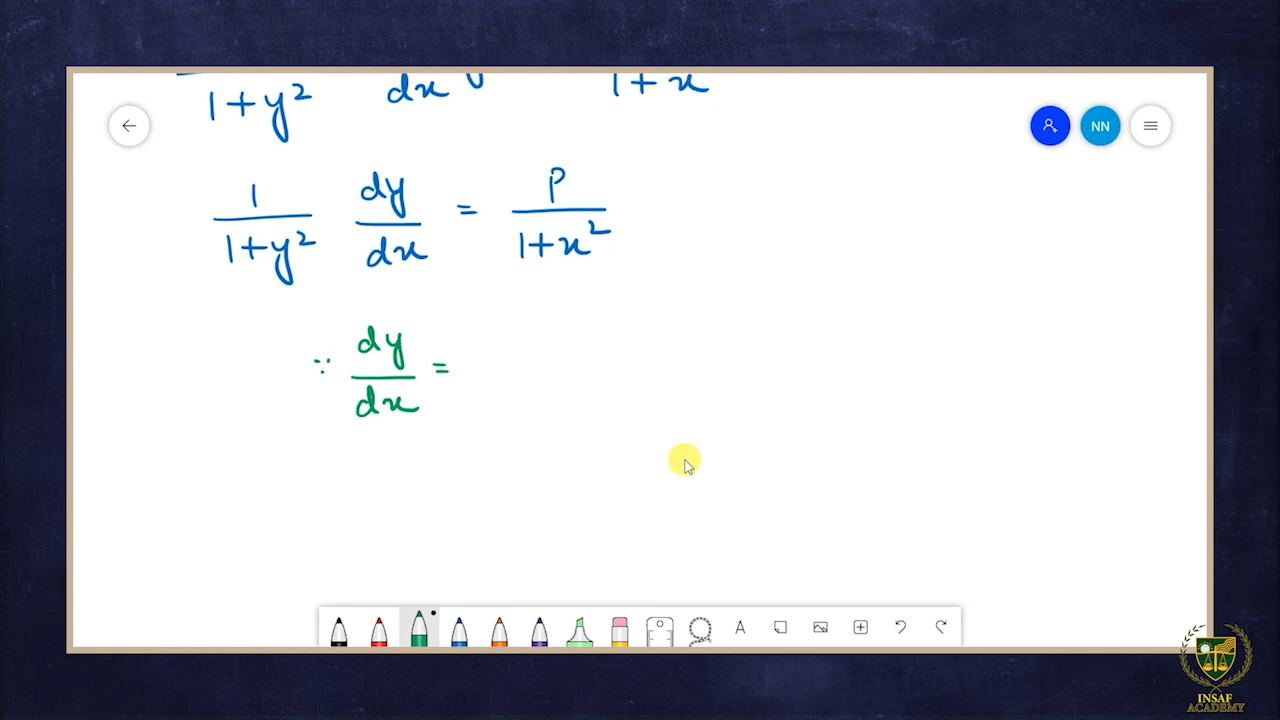 1+y² dx 1+x
1/(1+y²) dy/dx = p/(1+x²)
∵ dy/dx =
NN
A
INSAF
ACADEMY